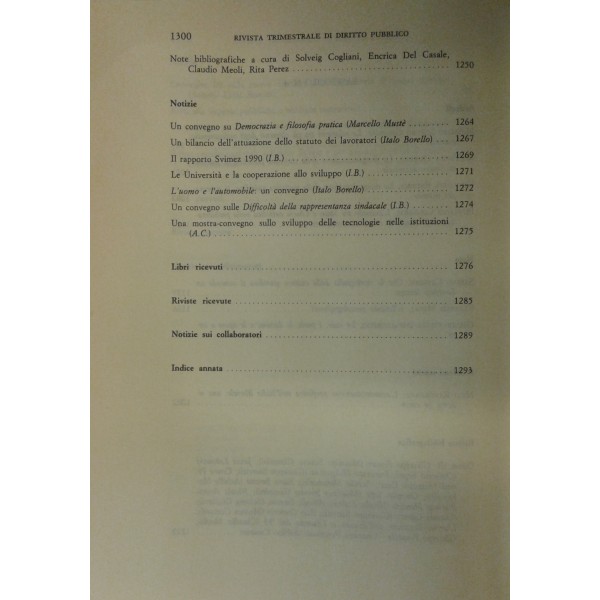 1300 RIVISTA TRIMESTRALE DI DIRITTO PUBBLICO
Note bibliografiche a cura di Solveig Cogliani, Encrica Del Casale,
Claudio Meoli, Rita Perez 1250
Notizie
Un convegno su Democrazia e filosofia pratica (Marcello Musté 1264
Un bilancio dell'attuazione dello statuto dei lavoratori (Italo Borello) 1267
Il rapporto Svimez 1990 (I.B.) 1269
Le Università e la cooperazione allo sviluppo (I.B.) 1271
L'uomo e l'automobile: un convegno (Italo Borello) 1272
Un convegno sulle Difficoltà della rappresentanza sindacale (I.B.) 1274
Una mostra-convegno sullo sviluppo delle tecnologie nelle istituzioni
(A.C.) 1275
Libri ricevuti 1276
Riviste ricevute 1285
Notizie sui collaboratori 1289
Indice annata 1293